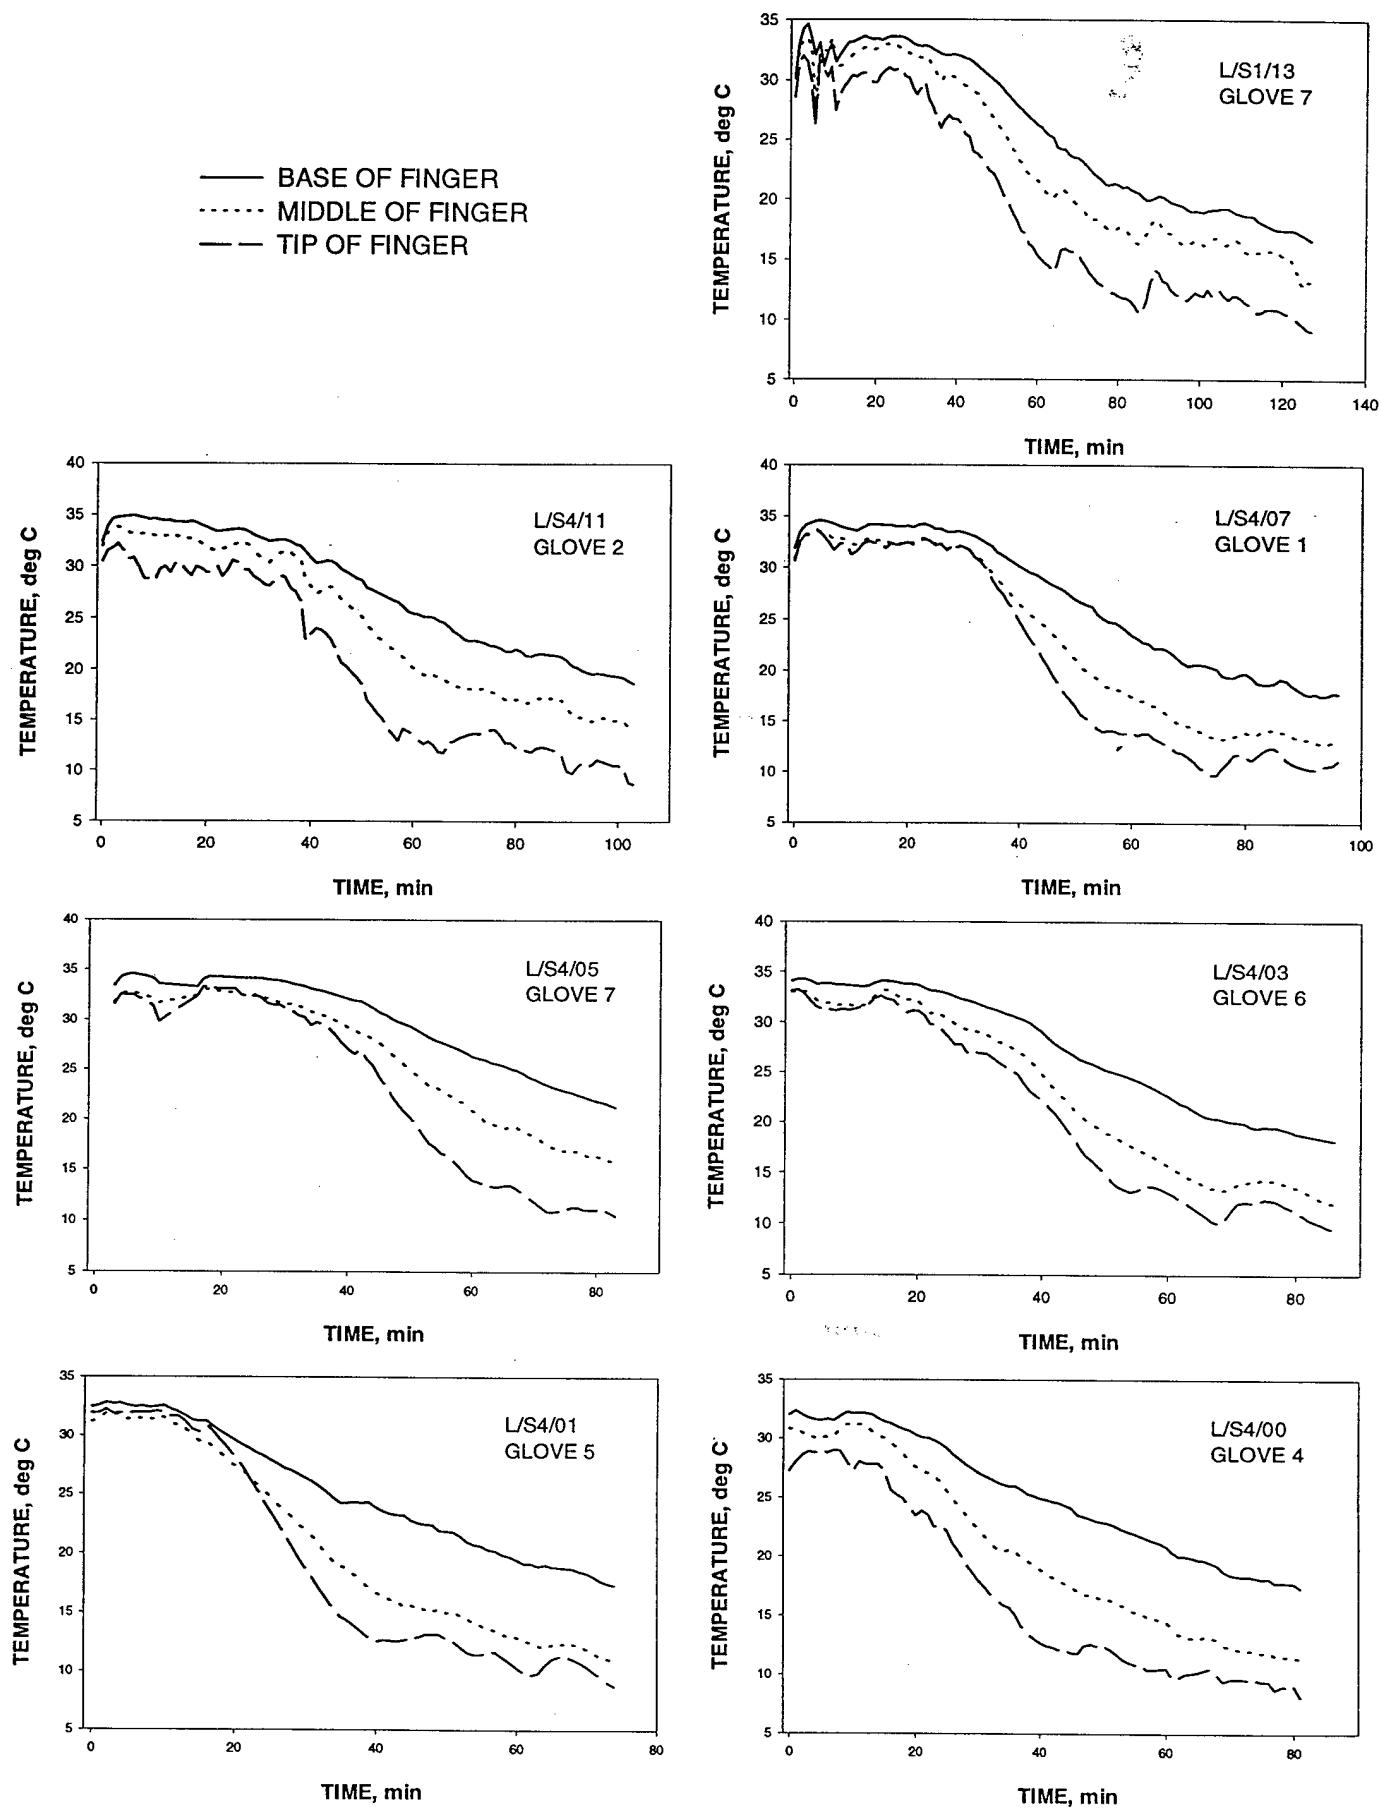 BASE OF FINGER
MIDDLE OF FINGER
TIP OF FINGER
L/S1/13
GLOVE 7
TEMPERATURE, deg C
35
30
25
20
15
10
5
0 20 40 60 80 100 120 140
TIME, min
L/S4/11
GLOVE 2
TEMPERATURE, deg C
40
35
30
25
20
15
10
5
0 20 40 60 80 100
TIME, min
L/S4/07
GLOVE 1
TEMPERATURE, deg C
40
35
30
25
20
15
10
5
0 20 40 60 80 100
TIME, min
L/S4/05
GLOVE 7
TEMPERATURE, deg C
40
35
30
25
20
15
10
5
0 20 40 60 80
TIME, min
L/S4/03
GLOVE 6
TEMPERATURE, deg C
40
35
30
25
20
15
10
5
0 20 40 60 80
TIME, min
L/S4/01
GLOVE 5
TEMPERATURE, deg C
35
30
25
20
15
10
5
0 20 40 60 80
TIME, min
L/S4/00
GLOVE 4
TEMPERATURE, deg C
35
30
25
20
15
10
5
0 20 40 60 80
TIME, min